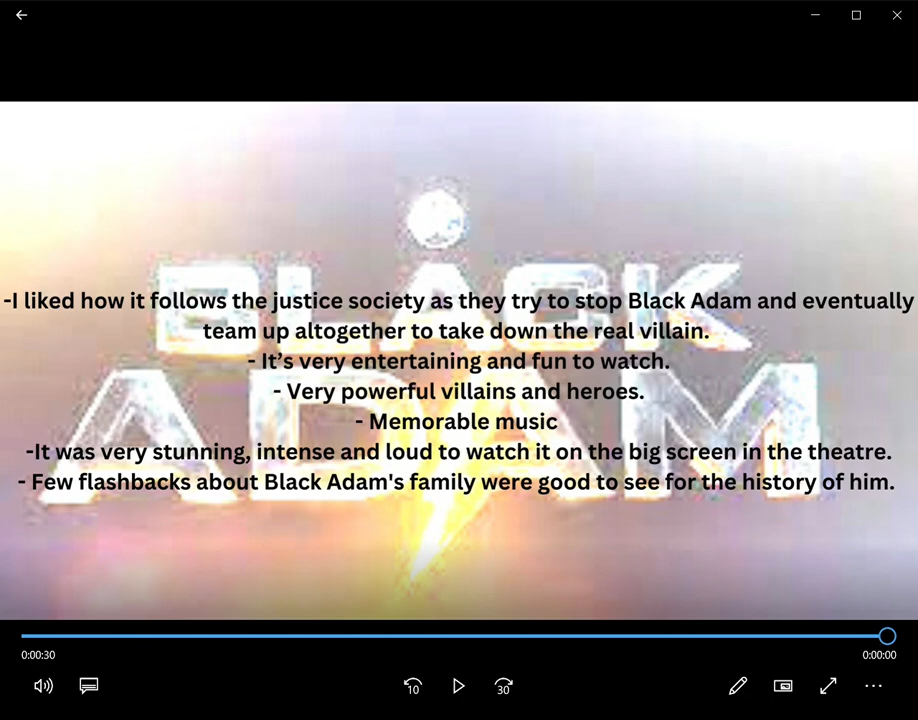 BLACK
ADAM
-I liked how it follows the justice society as they try to stop Black Adam and eventually
team up altogether to take down the real villain.
- It’s very entertaining and fun to watch.
- Very powerful villains and heroes.
- Memorable music
-It was very stunning, intense and loud to watch it on the big screen in the theatre.
- Few flashbacks about Black Adam's family were good to see for the history of him.
0:00:30
0:00:00
10
30